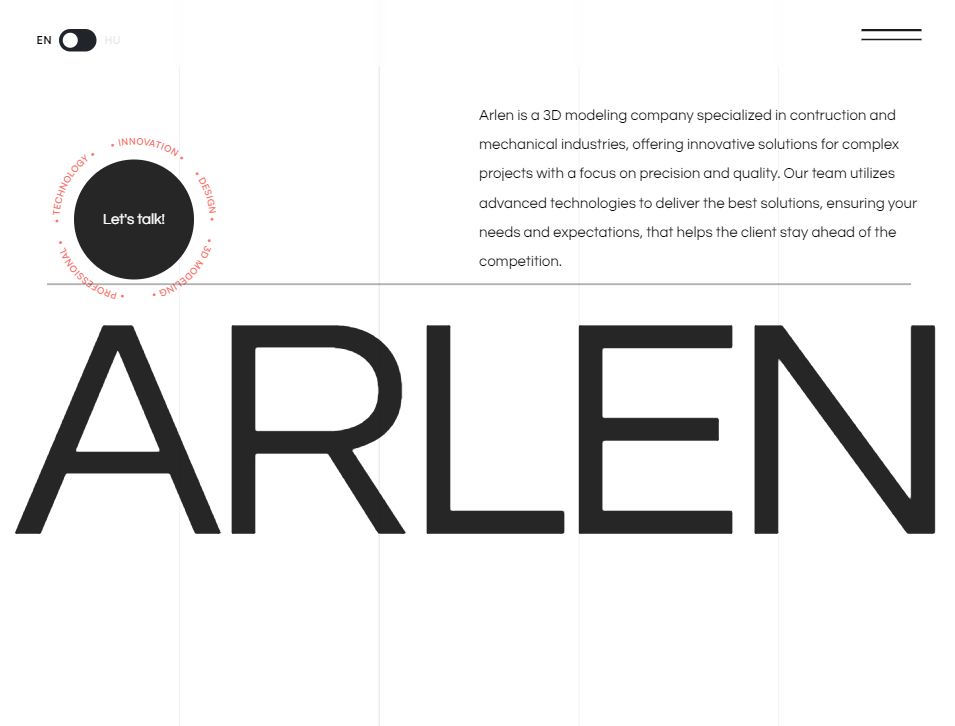 EN HU
Arlen is a 3D modeling company specialized in contruction and
mechanical industries, offering innovative solutions for complex
projects with a focus on precision and quality. Our team utilizes
advanced technologies to deliver the best solutions, ensuring your
needs and expectations, that helps the client stay ahead of the
competition.
• INNOVATION •
• DESIGN •
• 3D MODELING •
• PROFESSIONAL •
• TECHNOLOGY •
Let's talk!
ARLEN